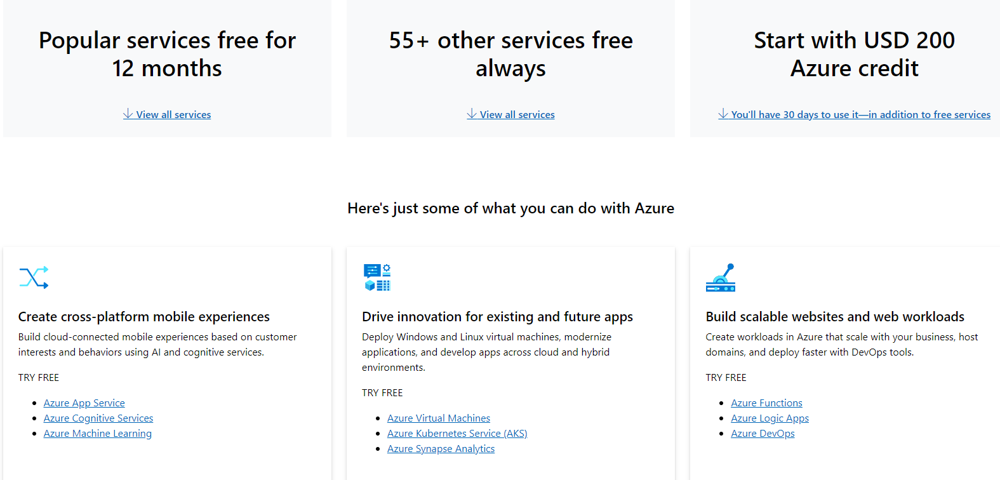 Popular services free for
12 months
↓ View all services
55+ other services free
always
↓ View all services
Start with USD 200
Azure credit
↓ You'll have 30 days to use it—in addition to free services
Here's just some of what you can do with Azure
Create cross-platform mobile experiences
Build cloud-connected mobile experiences based on customer
interests and behaviors using AI and cognitive services.
TRY FREE
• Azure App Service
• Azure Cognitive Services
• Azure Machine Learning
Drive innovation for existing and future apps
Deploy Windows and Linux virtual machines, modernize
applications, and develop apps across cloud and hybrid
environments.
TRY FREE
• Azure Virtual Machines
• Azure Kubernetes Service (AKS)
• Azure Synapse Analytics
Build scalable websites and web workloads
Create workloads in Azure that scale with your business, host
domains, and deploy faster with DevOps tools.
TRY FREE
• Azure Functions
• Azure Logic Apps
• Azure DevOps